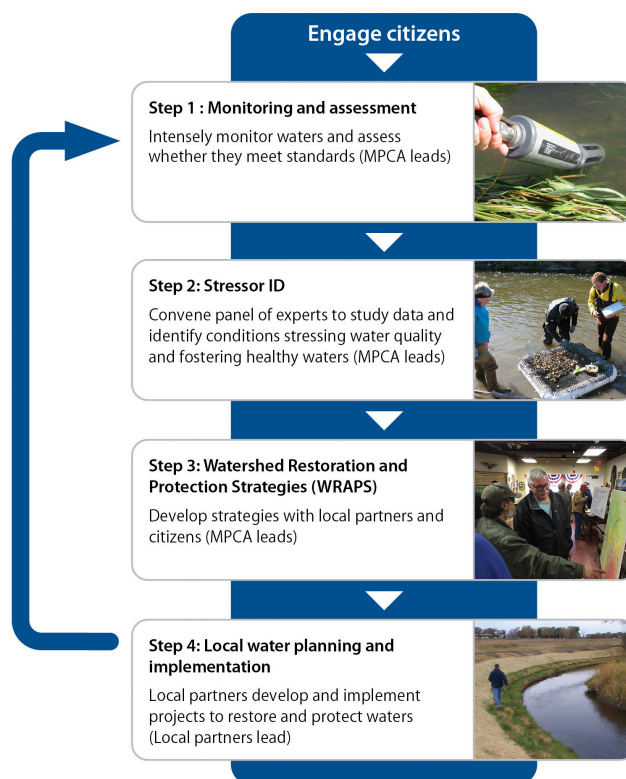 Engage citizens
Step 1 : Monitoring and assessment
Intensely monitor waters and assess
whether they meet standards (MPCA leads)
Step 2: Stressor ID
Convene panel of experts to study data and
identify conditions stressing water quality
and fostering healthy waters (MPCA leads)
Step 3: Watershed Restoration and
Protection Strategies (WRAPS)
Develop strategies with local partners and
citizens (MPCA leads)
Step 4: Local water planning and
implementation
Local partners develop and implement
projects to restore and protect waters
(Local partners lead)